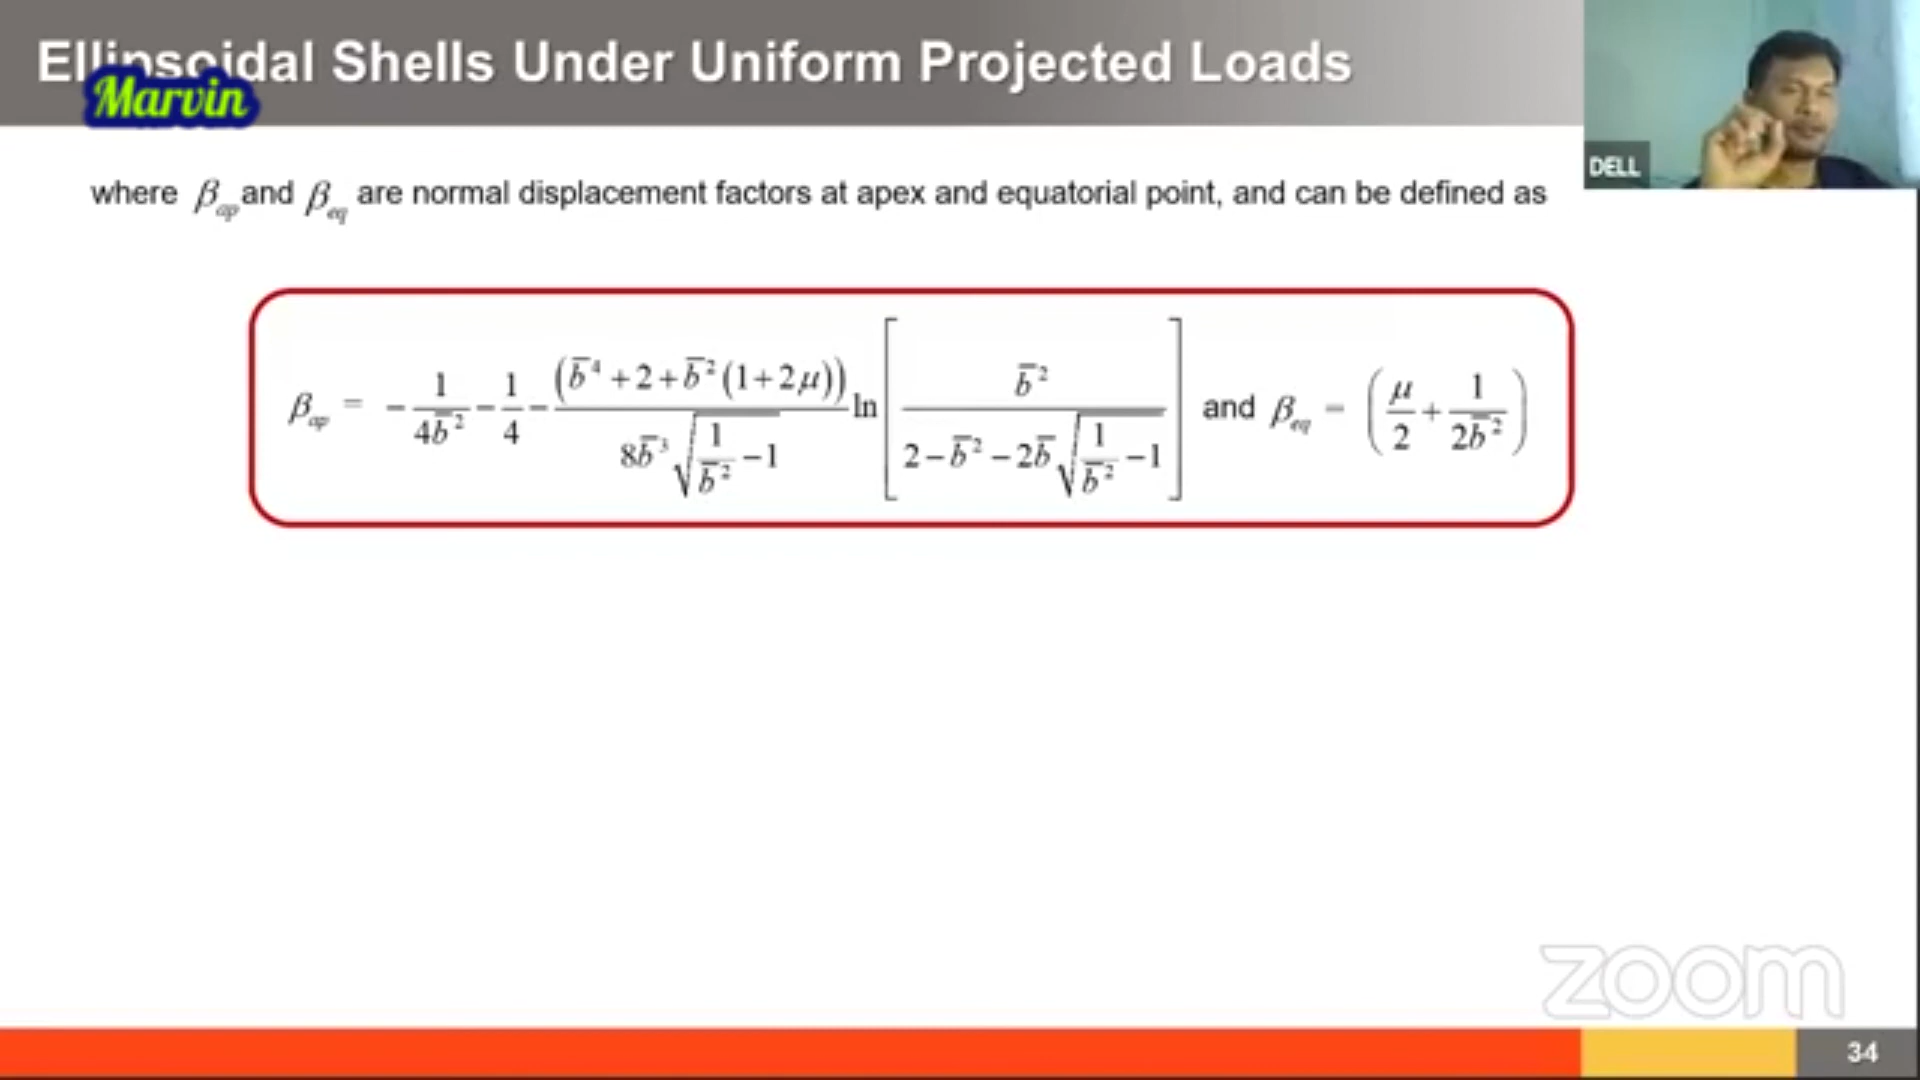 Ellipsoidal Shells Under Uniform Projected Loads
Marvin
DELL
where β_ap and β_eq are normal displacement factors at apex and equatorial point, and can be defined as
β_ap = − 1/(4b̅²) − 1/4 − (b̅⁴ + 2 + b̅²(1+2μ))/(8b̅³√(1/b̅² − 1)) ln[b̅²/(2 − b̅² − 2b̅√(1/b̅² − 1))] and β_eq = (μ/2 + 1/(2b̅²))
zoom
34